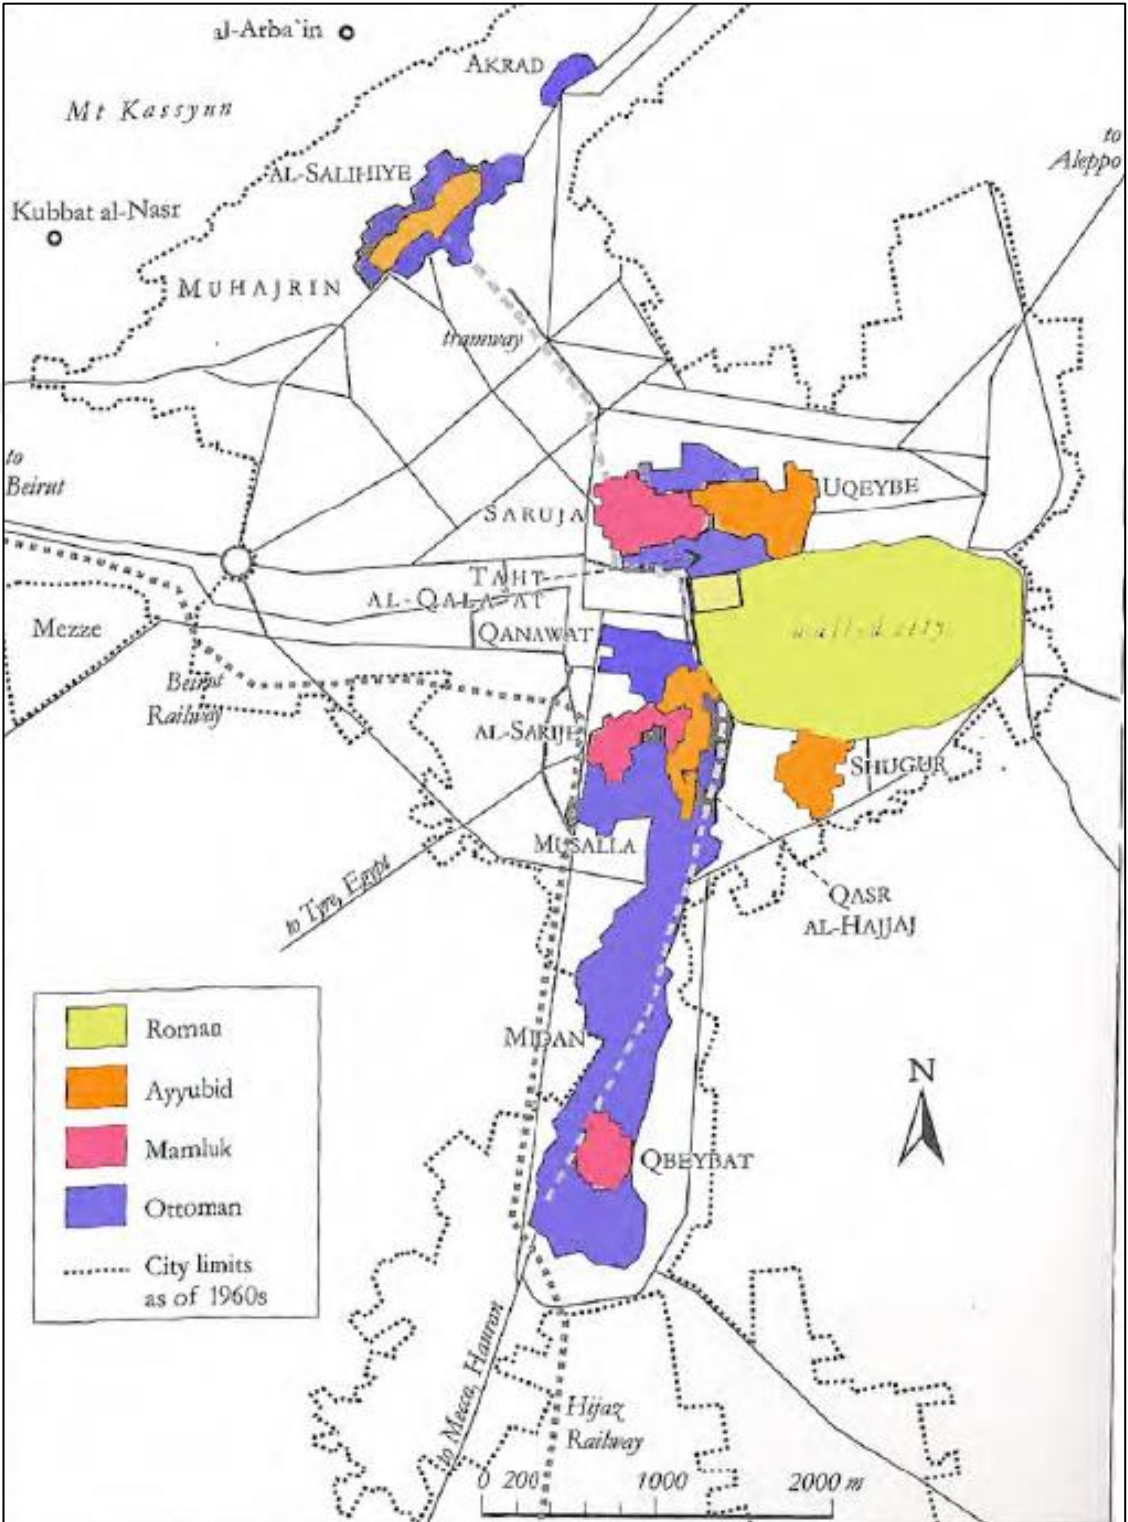 al-Arba`in
AKRAD
Mt Kassynn
to
Aleppo
AL-SALIHIYE
Kubbat al-Nasr
MUHAJRIN
tramway
to
Beirut
UQEYBE
SARUJA
TAHT
AL-QALA`AT
QANAWAT
walled city
Mezze
Beirut
Railway
AL-SARIJE
SHUGUR
MUSALLA
to Tyre, Egypt
QASR
AL-HAJJAJ
Roman
Ayyubid
Mamluk
Ottoman
City limits
as of 1960s
MIDAN
N
QBEYBAT
to Mecca, Hauran
Hijaz
Railway
0 200 1000 2000 m